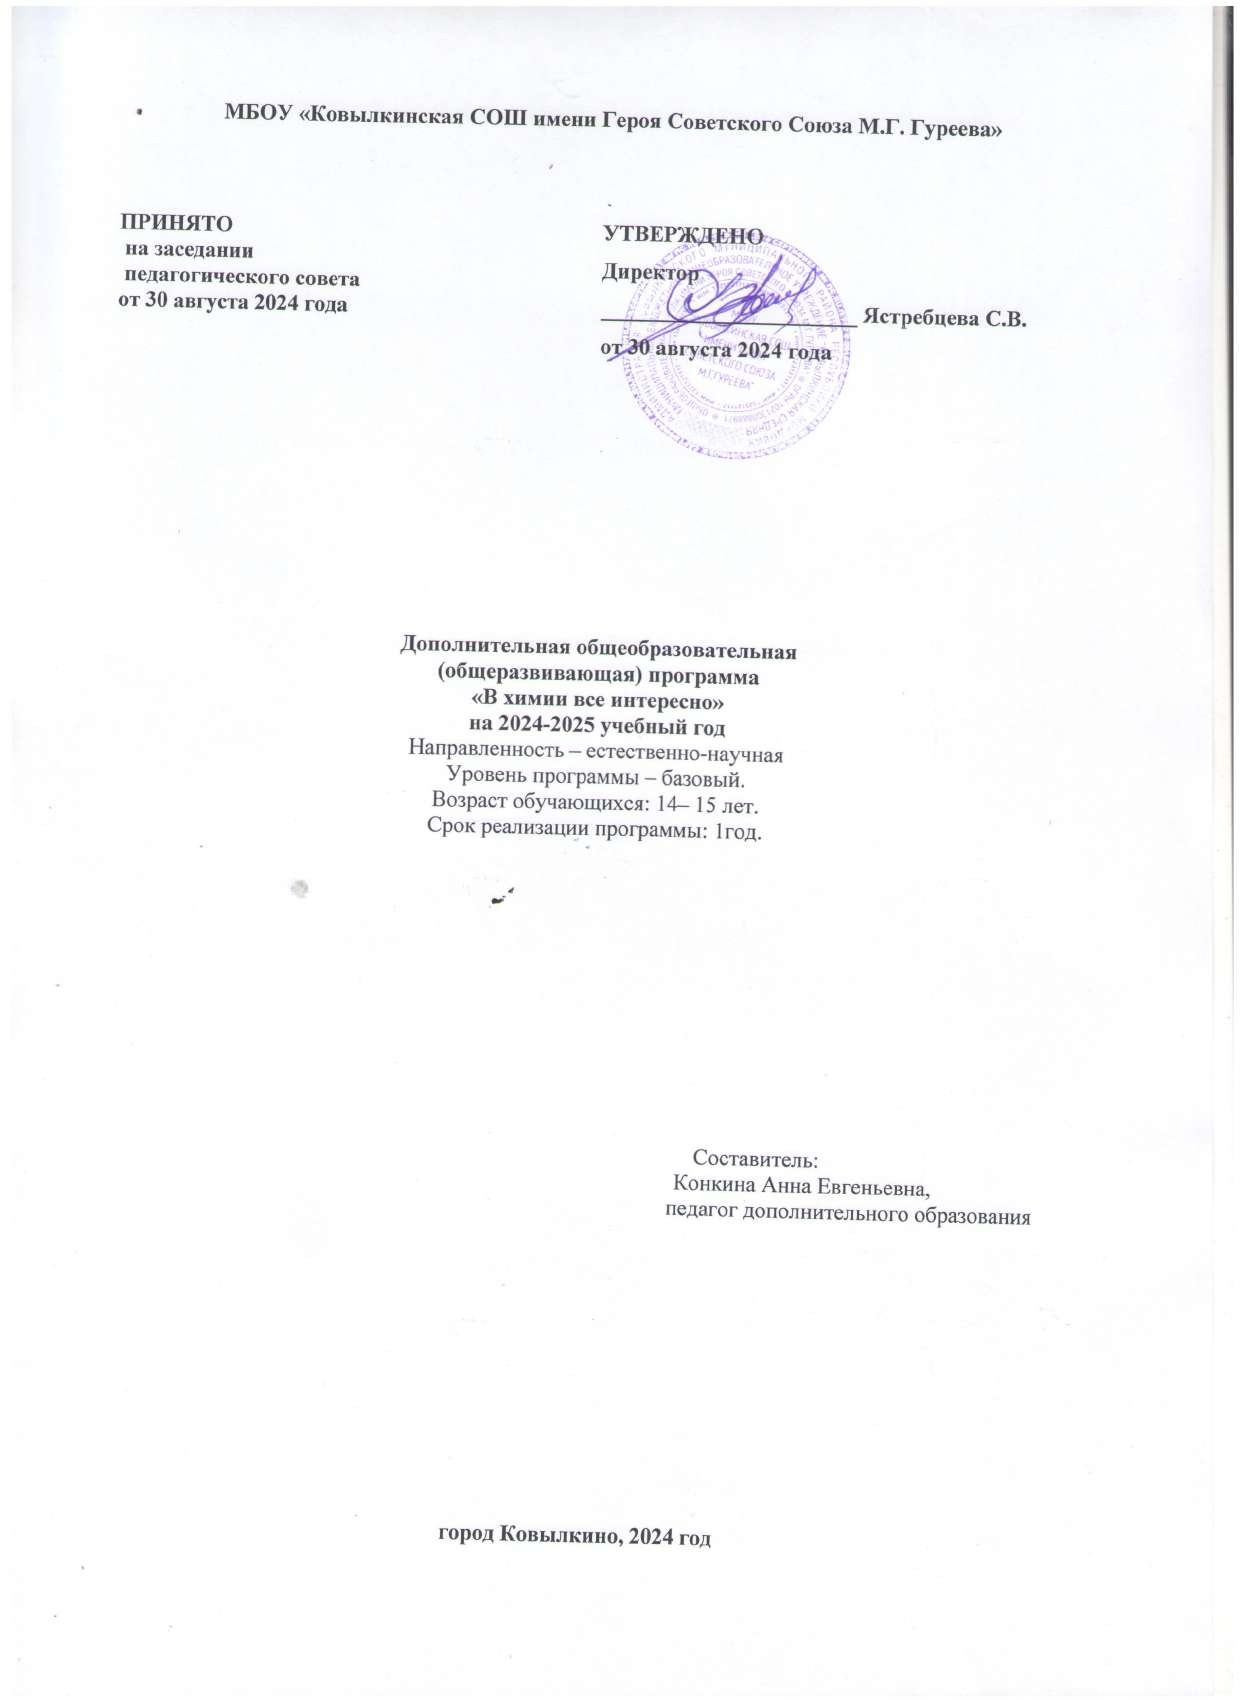 МБОУ «Ковылкинская СОШ имени Героя Советского Союза М.Г. Гуреева»
ПРИНЯТО
на заседании
педагогического совета
от 30 августа 2024 года
УТВЕРЖДЕНО
Директор
Ястребцева С.В.
от 30 августа 2024 года
М.Г.ГУРЕЕВА"
Дополнительная общеобразовательная
(общеразвивающая) программа
«В химии все интересно»
на 2024-2025 учебный год
Направленность – естественно-научная
Уровень программы – базовый.
Возраст обучающихся: 14– 15 лет.
Срок реализации программы: 1год.
Составитель:
Конкина Анна Евгеньевна,
педагог дополнительного образования
город Ковылкино, 2024 год